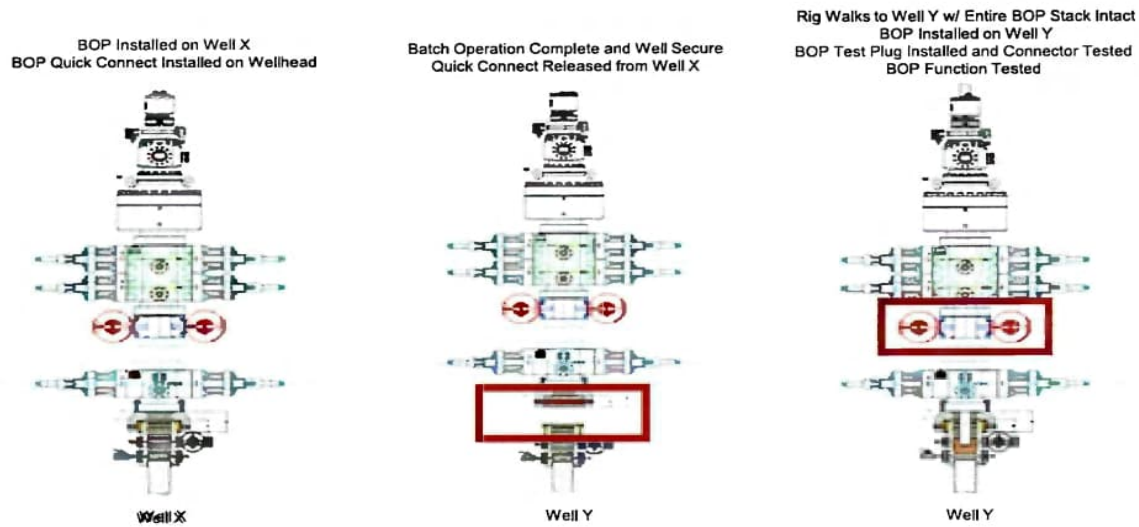 BOP Installed on Well X
BOP Quick Connect Installed on Wellhead
Batch Operation Complete and Well Secure
Quick Connect Released from Well X
Rig Walks to Well Y w/ Entire BOP Stack Intact
BOP Installed on Well Y
BOP Test Plug Installed and Connector Tested
BOP Function Tested
Well X
Well Y
Well Y